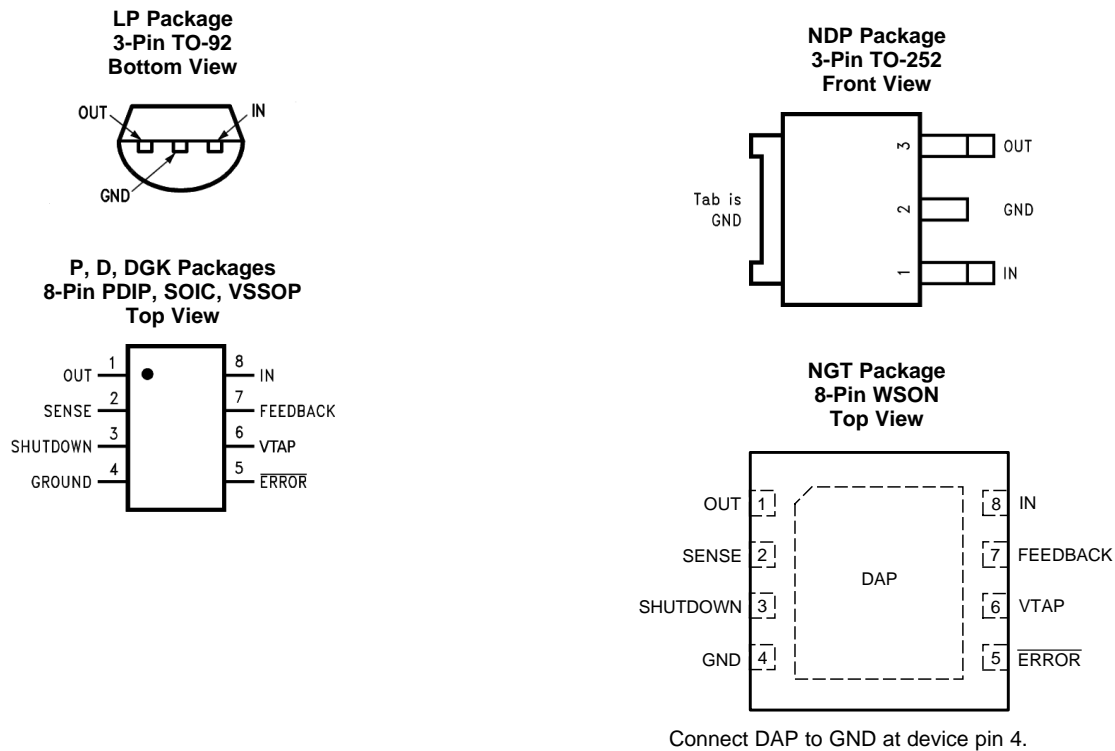 LP Package
3-Pin TO-92
Bottom View
OUT
IN
GND
P, D, DGK Packages
8-Pin PDIP, SOIC, VSSOP
Top View
OUT 1
8 IN
SENSE 2
7 FEEDBACK
SHUTDOWN 3
6 VTAP
GROUND 4
5 ERROR
NDP Package
3-Pin TO-252
Front View
Tab is
GND
3 OUT
2 GND
1 IN
NGT Package
8-Pin WSON
Top View
OUT 1
8 IN
SENSE 2
7 FEEDBACK
DAP
SHUTDOWN 3
6 VTAP
GND 4
5 ERROR
Connect DAP to GND at device pin 4.